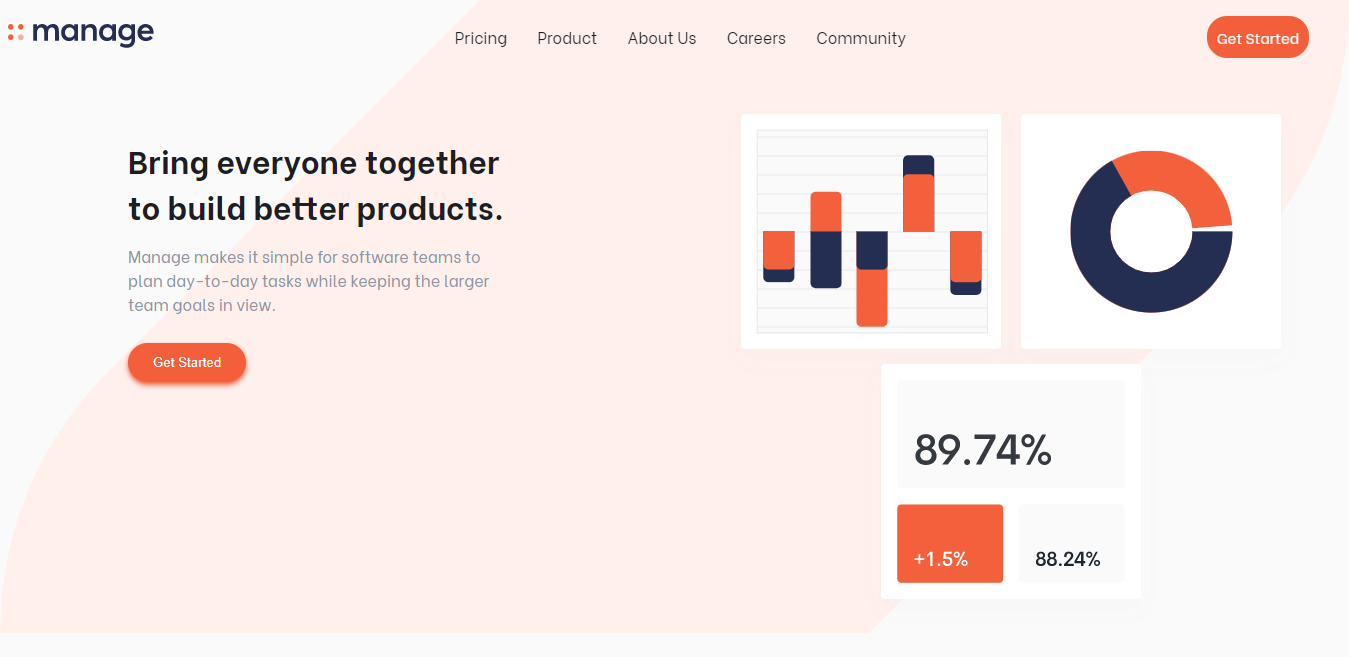 manage
Pricing
Product
About Us
Careers
Community
Get Started
Bring everyone together
to build better products.
Manage makes it simple for software teams to
plan day-to-day tasks while keeping the larger
team goals in view.
Get Started
89.74%
+1.5%
88.24%